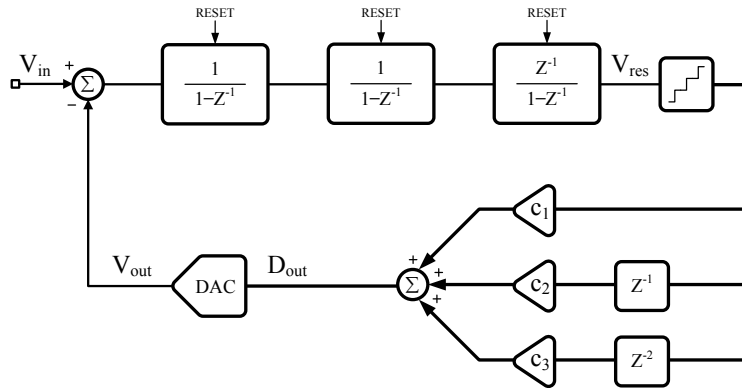 RESET RESET RESET
V_in + Σ − 1/(1−Z^-1) 1/(1−Z^-1) Z^-1/(1−Z^-1) V_res
c_1
V_out DAC D_out Σ + + + c_2 Z^-1
c_3 Z^-2